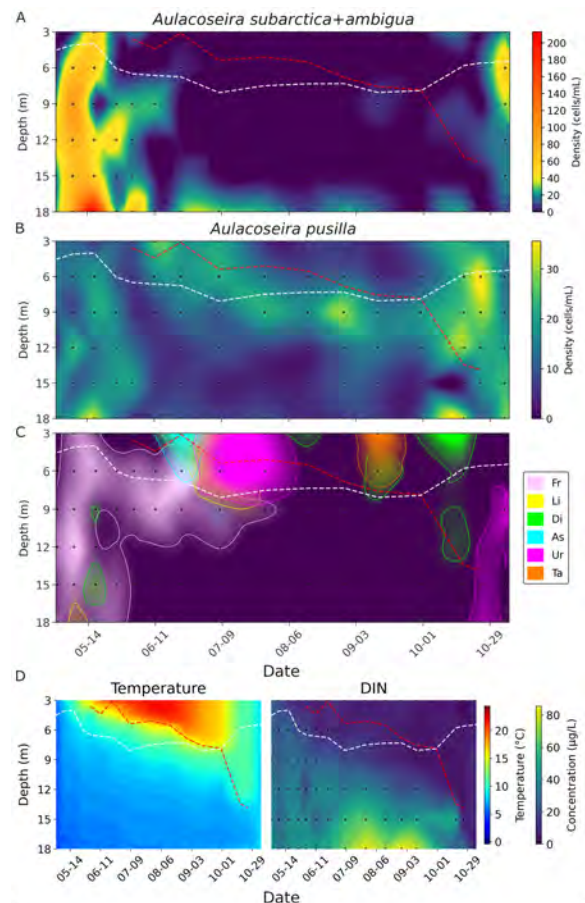 A
Aulacoseira subarctica+ambigua
Depth (m)
3
6
9
12
15
18
200
180
160
140
120
100
80
60
40
20
0
Density (cells/mL)
B
Aulacoseira pusilla
Depth (m)
3
6
9
12
15
18
30
20
10
0
Density (cells/mL)
C
Depth (m)
3
6
9
12
15
18
Fr
Li
Di
As
Ur
Ta
05-14
06-11
07-09
08-06
09-03
10-01
10-29
Date
D
Temperature
DIN
Depth (m)
3
6
9
12
15
18
20
10
0
Temperature (°C)
80
60
40
20
0
Concentration (µg/L)
05-14
06-11
07-09
08-06
09-03
10-01
10-29
05-14
06-11
07-09
08-06
09-03
10-01
10-29
Date
Date